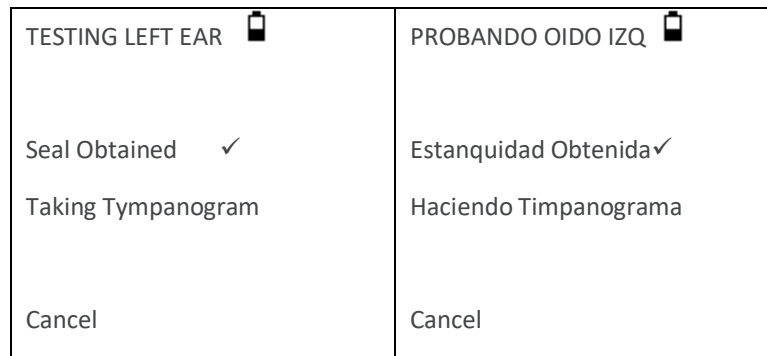 TESTING LEFT EAR
Seal Obtained ✓
Taking Tympanogram
Cancel
PROBANDO OIDO IZQ
Estanquidad Obtenida✓
Haciendo Timpanograma
Cancel